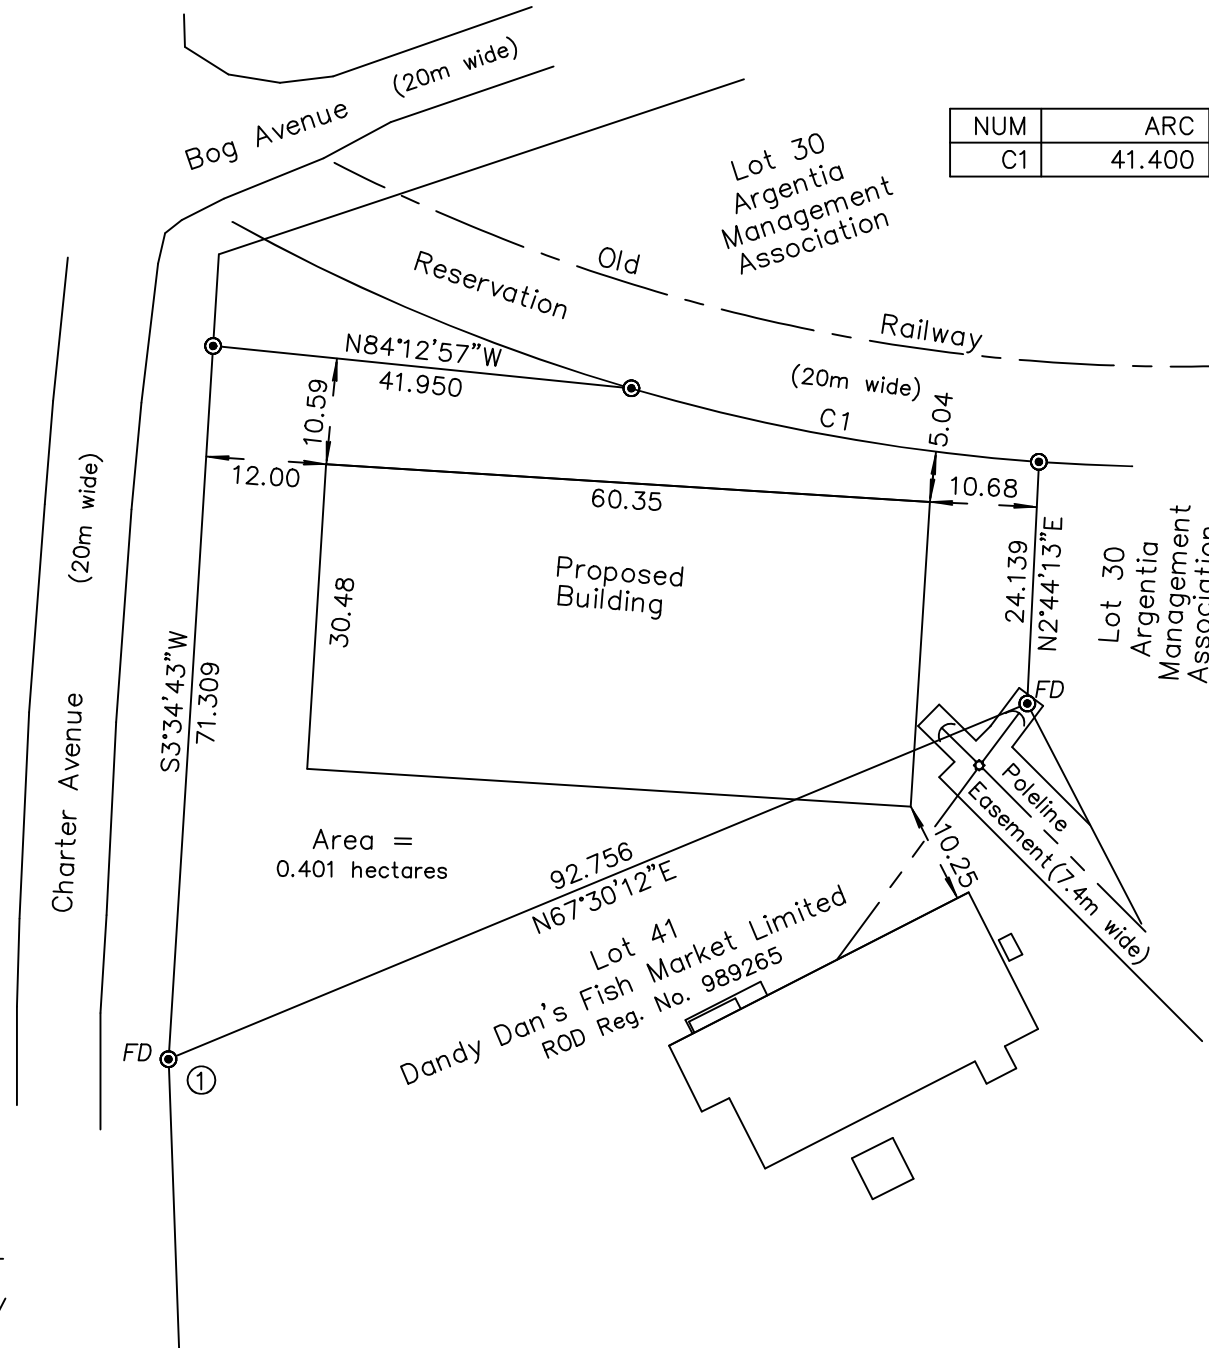 Bog Avenue (20m wide)
NUM ARC
C1 41.400
Lot 30
Argentia
Management
Association
Old
Railway
Reservation
(20m wide)
N84°12'57"W
41.950
C1
5.04
10.59
12.00
10.68
60.35
Proposed
Building
30.48
24.139
N2°44'13"E
Lot 30
Argentia
Management
Association
(20m wide)
Charter Avenue
S3°34'43"W
71.309
FD
Poleline
Easement (7.4m wide)
10.25
Area =
0.401 hectares
92.756
N67°30'12"E
Lot 41
Dandy Dan's Fish Market Limited
ROD Reg. No. 989265
FD
1